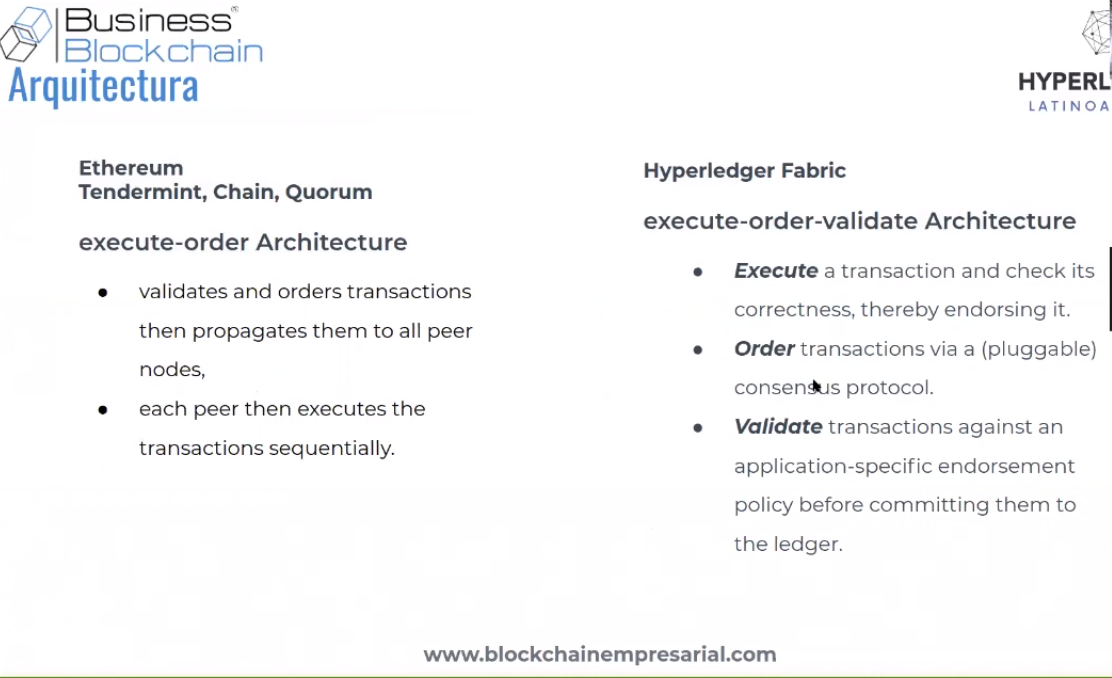 Business®
Blockchain
Arquitectura
HYPERL
LATINOA
Ethereum
Tendermint, Chain, Quorum
execute-order Architecture
● validates and orders transactions
then propagates them to all peer
nodes,
● each peer then executes the
transactions sequentially.
Hyperledger Fabric
execute-order-validate Architecture
● Execute a transaction and check its
correctness, thereby endorsing it.
● Order transactions via a (pluggable)
consensus protocol.
● Validate transactions against an
application-specific endorsement
policy before committing them to
the ledger.
www.blockchainempresarial.com